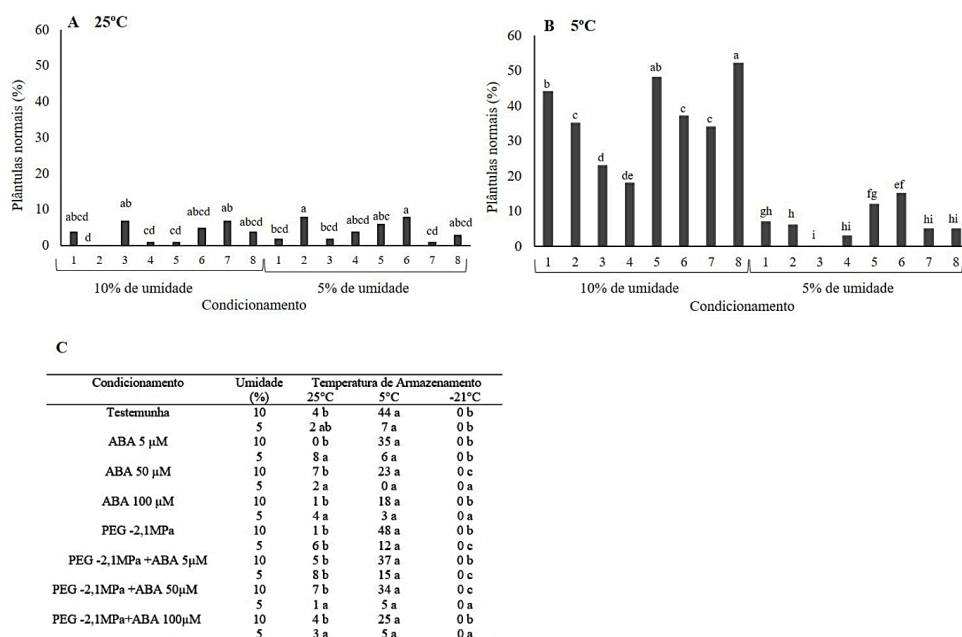 A 25ºC
60
50
40
30
20
10
0
Plântulas normais (%)
abcd d ab cd cd abcd ab abcd bcd a bcd abcd abc a cd abcd
1 2 3 4 5 6 7 8 1 2 3 4 5 6 7 8
10% de umidade 5% de umidade
Condicionamento
B 5ºC
60
50
40
30
20
10
0
Plântulas normais (%)
b c d de ab c c a gh h i hi fg ef hi hi
1 2 3 4 5 6 7 8 1 2 3 4 5 6 7 8
10% de umidade 5% de umidade
Condicionamento
C
Condicionamento Umidade Temperatura de Armazenamento
(%) 25ºC 5ºC -21ºC
Testemunha 10 4 b 44 a 0 b
5 2 ab 7 a 0 b
ABA 5 µM 10 0 b 35 a 0 b
5 8 a 6 a 0 b
ABA 50 µM 10 7 b 23 a 0 c
5 2 a 0 a 0 a
ABA 100 µM 10 1 b 18 a 0 b
5 4 a 3 a 0 a
PEG -2,1MPa 10 1 b 48 a 0 b
5 6 b 12 a 0 c
PEG -2,1MPa +ABA 5µM 10 5 b 37 a 0 b
5 8 b 15 a 0 c
PEG -2,1MPa +ABA 50µM 10 7 b 34 a 0 c
5 1 a 5 a 0 a
PEG -2,1MPa+ABA 100µM 10 4 b 25 a 0 b
5 3 a 5 a 0 a